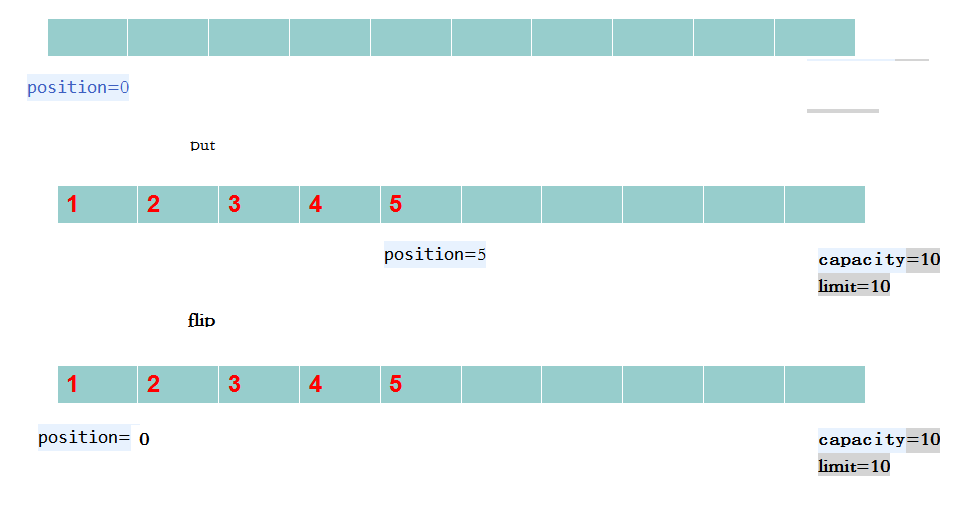 position=0
put
1 2 3 4 5
position=5
capacity=10
limit=10
flip
1 2 3 4 5
position= 0
capacity=10
limit=10